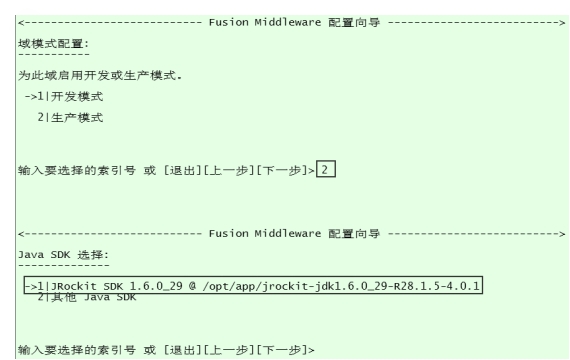 <------------------------- Fusion Middleware 配置向导 ------------------------>
域模式配置:
-----------
为此域启用开发或生产模式.
->1|开发模式
2|生产模式
输入要选择的索引号 或 [退出][上一步][下一步]> 2
<------------------------- Fusion Middleware 配置向导 ------------------------>
Java SDK 选择:
--------------
->1|JRockit SDK 1.6.0_29 @ /opt/app/jrockit-jdk1.6.0_29-R28.1.5-4.0.1
2|其他 Java SDK
输入要选择的索引号 或 [退出][上一步][下一步]>